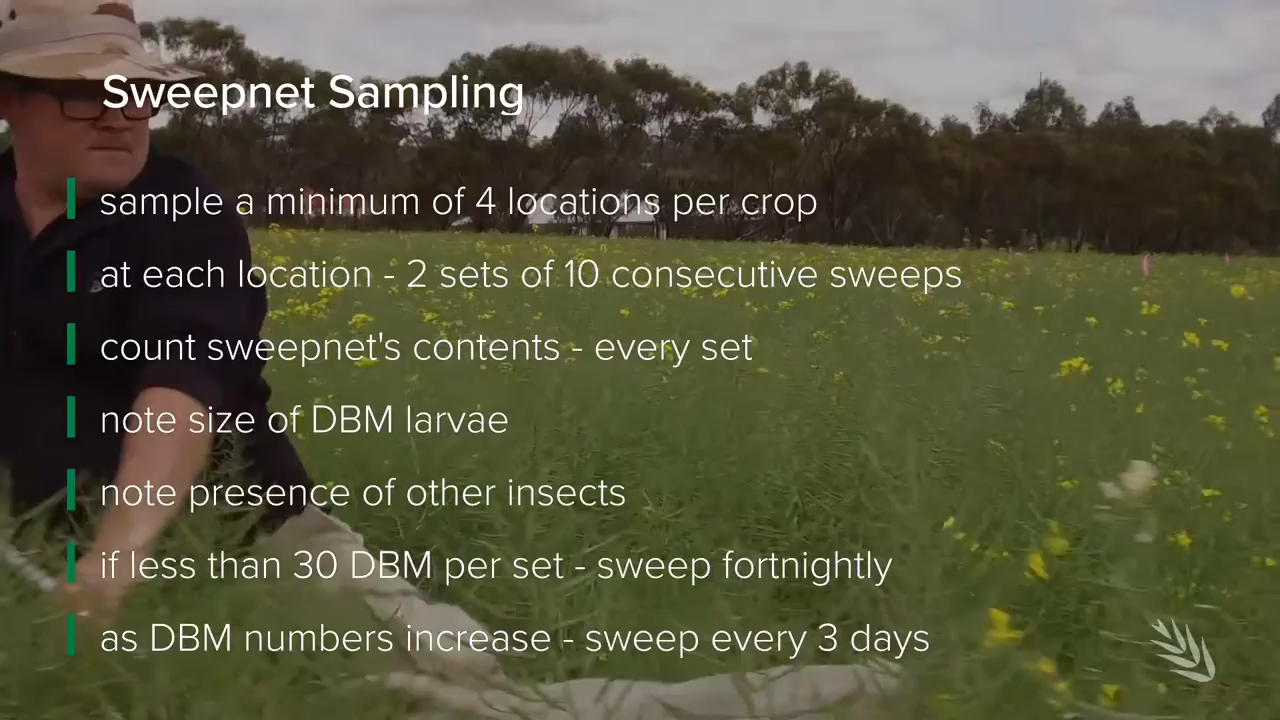 Sweepnet Sampling
sample a minimum of 4 locations per crop
at each location - 2 sets of 10 consecutive sweeps
count sweepnet's contents - every set
note size of DBM larvae
note presence of other insects
if less than 30 DBM per set - sweep fortnightly
as DBM numbers increase - sweep every 3 days